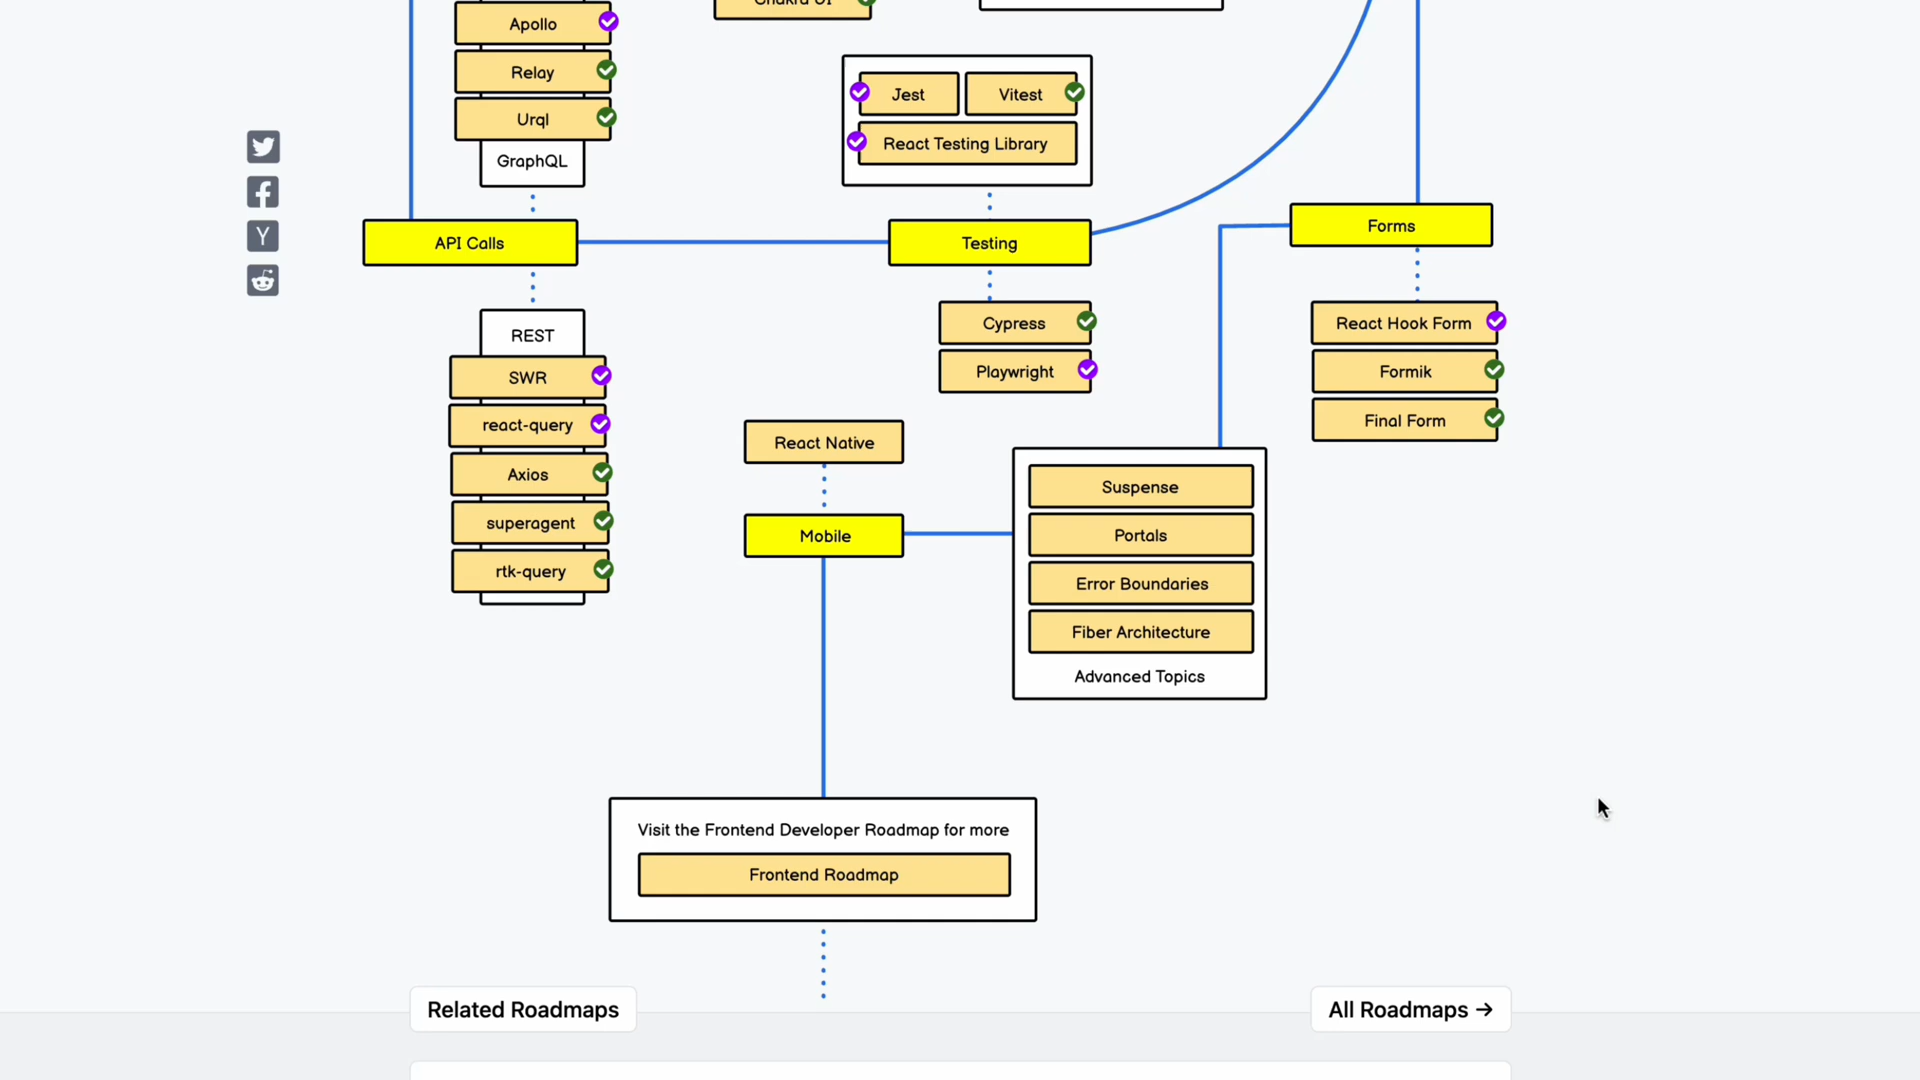 Chakra UI
Apollo
Relay
Urql
GraphQL
Jest
Vitest
React Testing Library
API Calls
Testing
Forms
REST
SWR
react-query
Axios
superagent
rtk-query
Cypress
Playwright
React Hook Form
Formik
Final Form
React Native
Mobile
Suspense
Portals
Error Boundaries
Fiber Architecture
Advanced Topics
Visit the Frontend Developer Roadmap for more
Frontend Roadmap
Related Roadmaps
All Roadmaps →